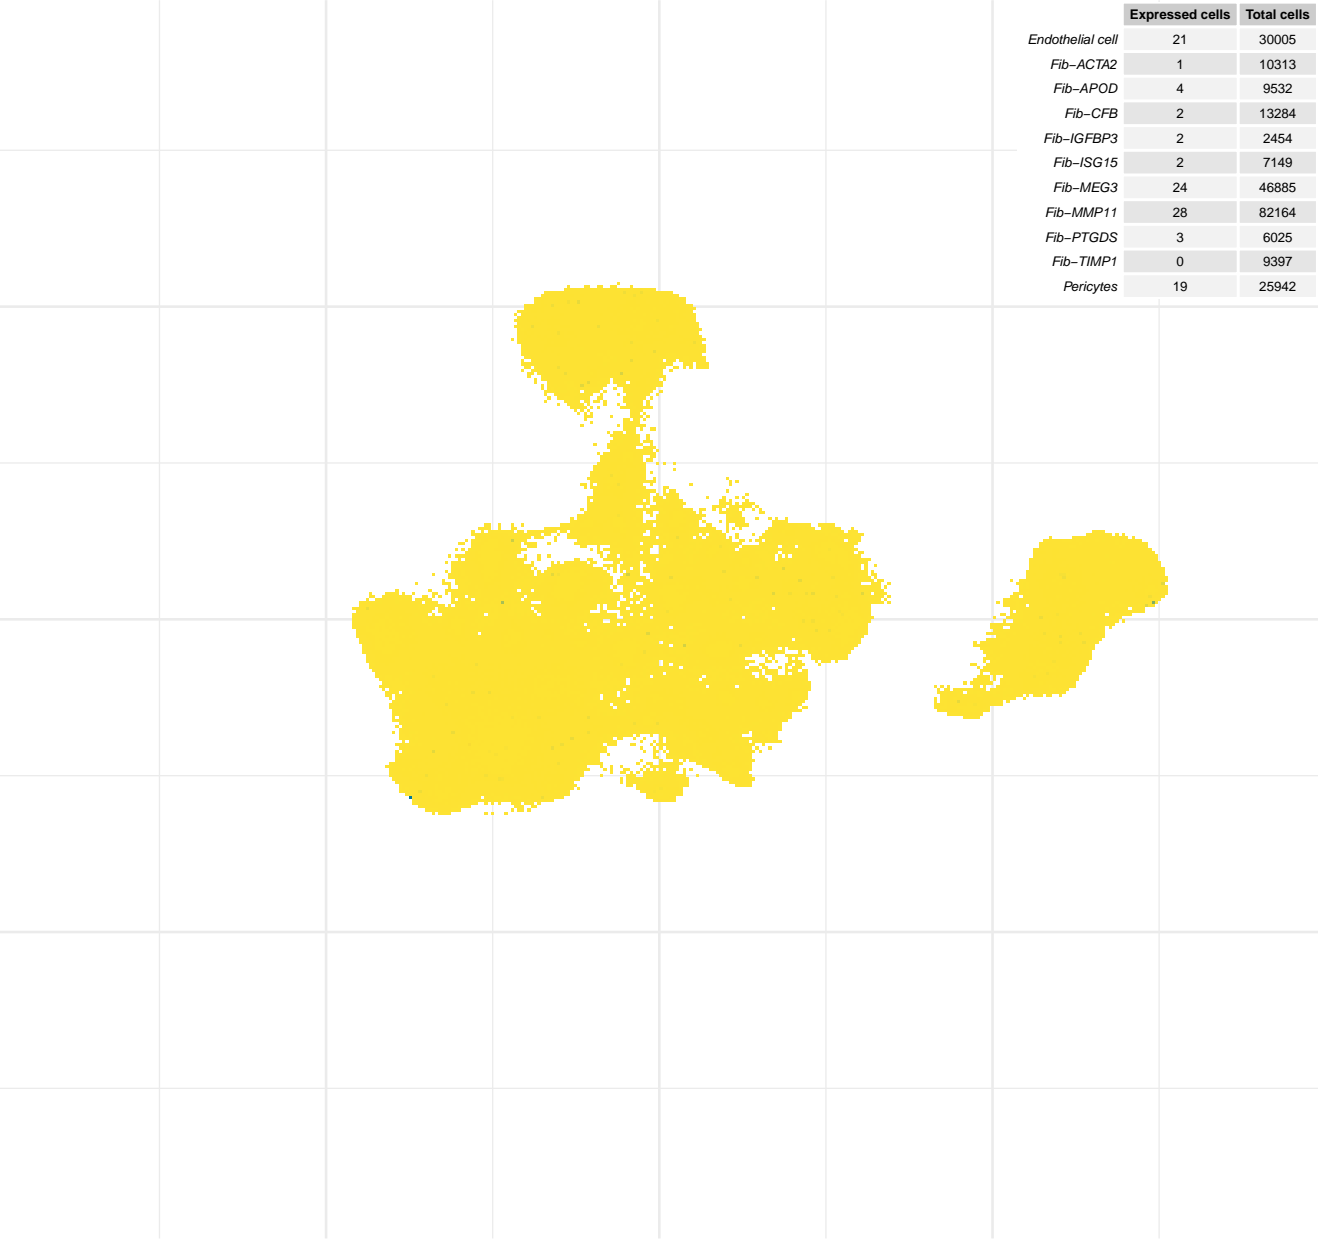 Expressed cells Total cells
Endothelial cell 21 30005
Fib−ACTA2 1 10313
Fib−APOD 4 9532
Fib−CFB 2 13284
Fib−IGFBP3 2 2454
Fib−ISG15 2 7149
Fib−MEG3 24 46885
Fib−MMP11 28 82164
Fib−PTGDS 3 6025
Fib−TIMP1 0 9397
Pericytes 19 25942